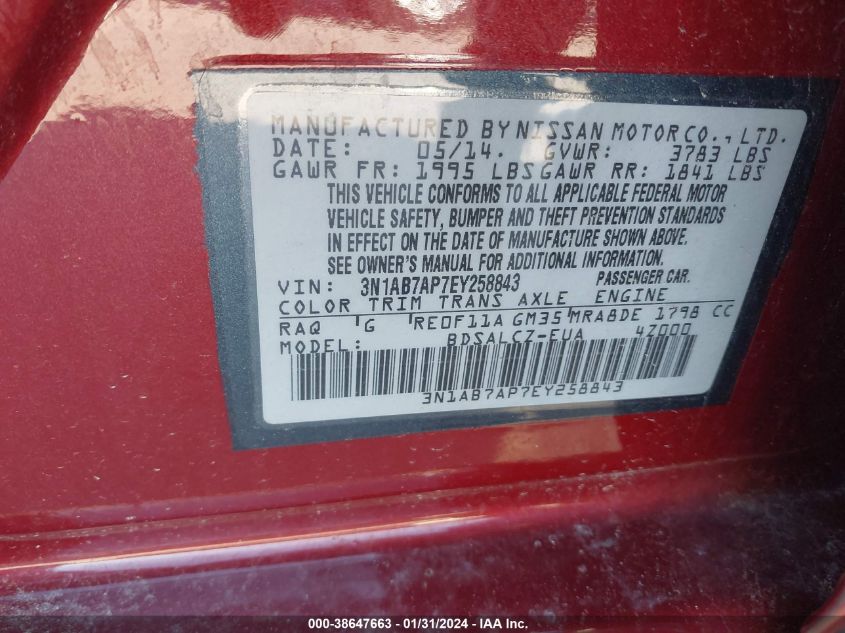 MANUFACTURED BY NISSAN MOTOR CO., LTD.
DATE: 05/14. GVWR: 3783 LBS
GAWR FR: 1995 LBS GAWR RR: 1841 LBS
THIS VEHICLE CONFORMS TO ALL APPLICABLE FEDERAL MOTOR
VEHICLE SAFETY, BUMPER AND THEFT PREVENTION STANDARDS
IN EFFECT ON THE DATE OF MANUFACTURE SHOWN ABOVE.
SEE OWNER'S MANUAL FOR ADDITIONAL INFORMATION.
VIN: 3N1AB7AP7EY258843 PASSENGER CAR.
COLOR TRIM TRANS AXLE ENGINE
RAQ G RE0F11A GM35 MRA8DE 1798 CC
MODEL: BDSALCZ-EUA 4Z000
3N1AB7AP7EY258843
000-38647663 - 01/31/2024 - IAA Inc.